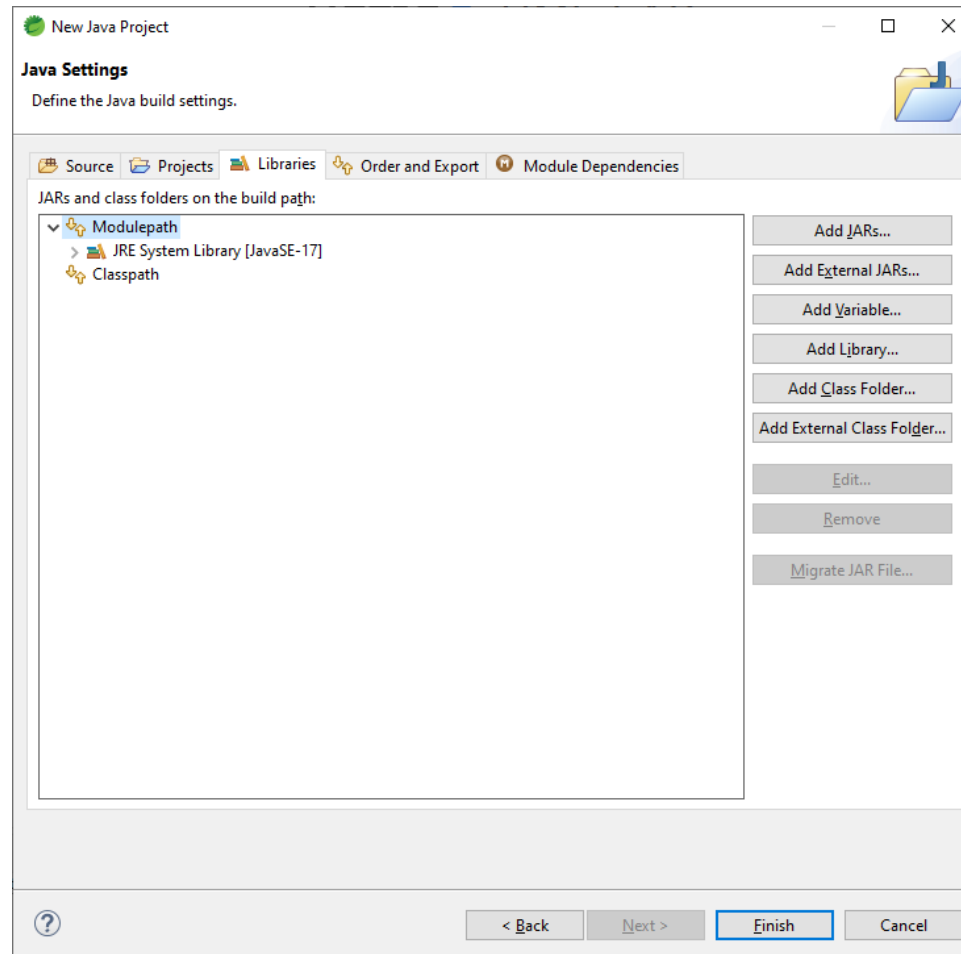 New Java Project
Java Settings
Define the Java build settings.
Source Projects Libraries Order and Export Module Dependencies
JARs and class folders on the build path:
Modulepath
JRE System Library [JavaSE-17]
Classpath
Add JARs...
Add External JARs...
Add Variable...
Add Library...
Add Class Folder...
Add External Class Folder...
Edit...
Remove
Migrate JAR File...
? < Back Next > Finish Cancel